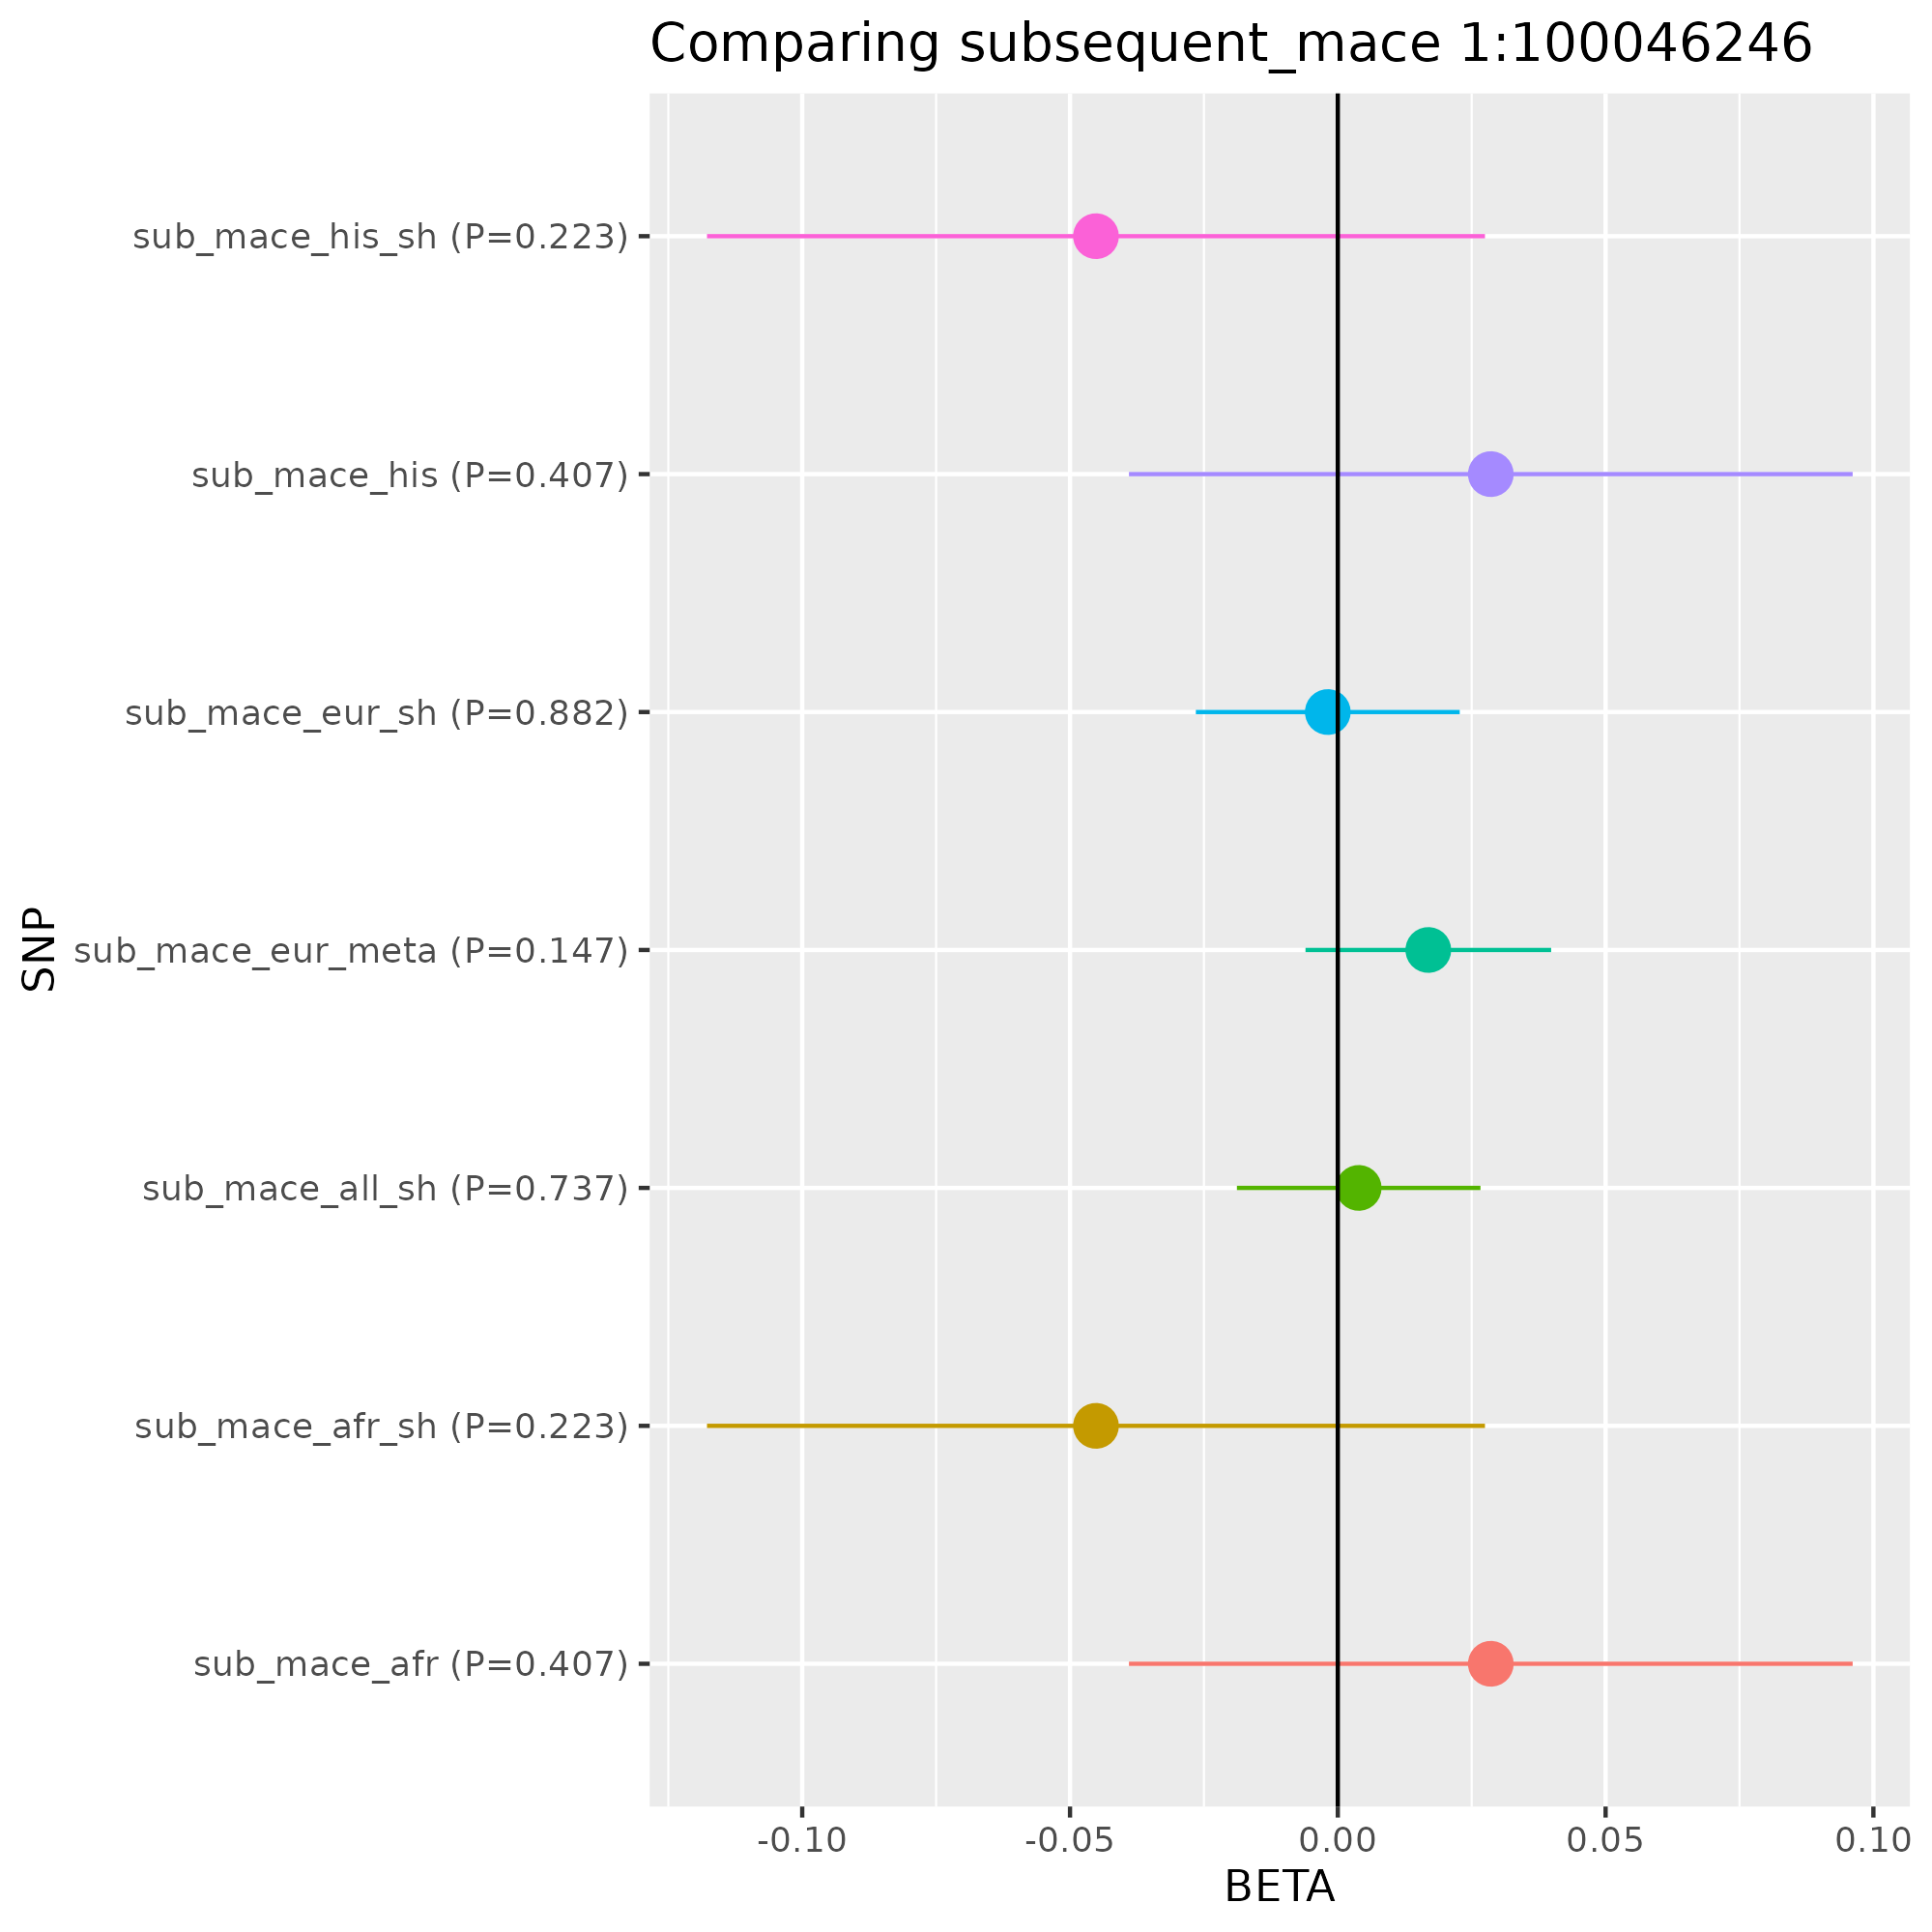 Comparing subsequent_mace 1:100046246
sub_mace_his_sh (P=0.223)
sub_mace_his (P=0.407)
sub_mace_eur_sh (P=0.882)
sub_mace_eur_meta (P=0.147)
sub_mace_all_sh (P=0.737)
sub_mace_afr_sh (P=0.223)
sub_mace_afr (P=0.407)
SNP
-0.10 -0.05 0.00 0.05 0.10
BETA